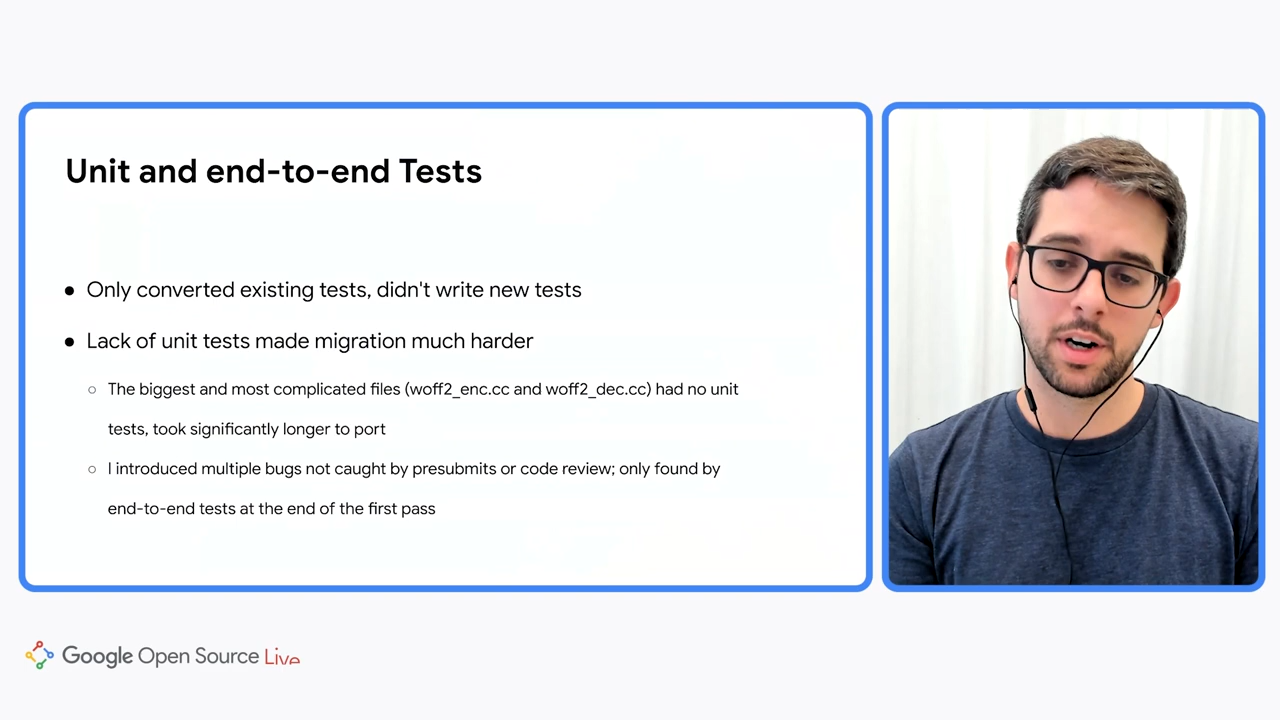 Unit and end-to-end Tests
● Only converted existing tests, didn't write new tests
● Lack of unit tests made migration much harder
○ The biggest and most complicated files (woff2_enc.cc and woff2_dec.cc) had no unit
tests, took significantly longer to port
○ I introduced multiple bugs not caught by presubmits or code review; only found by
end-to-end tests at the end of the first pass
Google Open Source Live